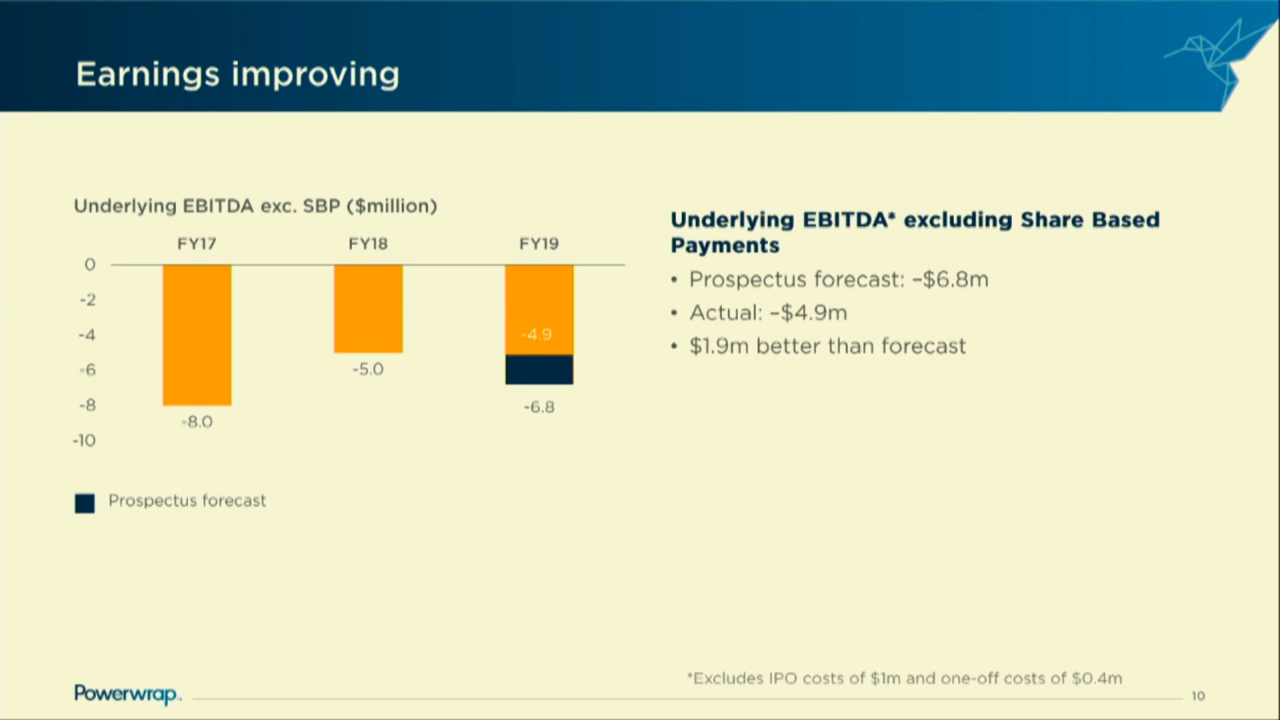 Earnings improving
Underlying EBITDA exc. SBP ($million)
FY17 FY18 FY19
0
-2
-4
-6
-8
-10
-4.9
-5.0
-6.8
-8.0
Prospectus forecast
Underlying EBITDA* excluding Share Based
Payments
• Prospectus forecast: –$6.8m
• Actual: –$4.9m
• $1.9m better than forecast
*Excludes IPO costs of $1m and one-off costs of $0.4m
Powerwrap
10